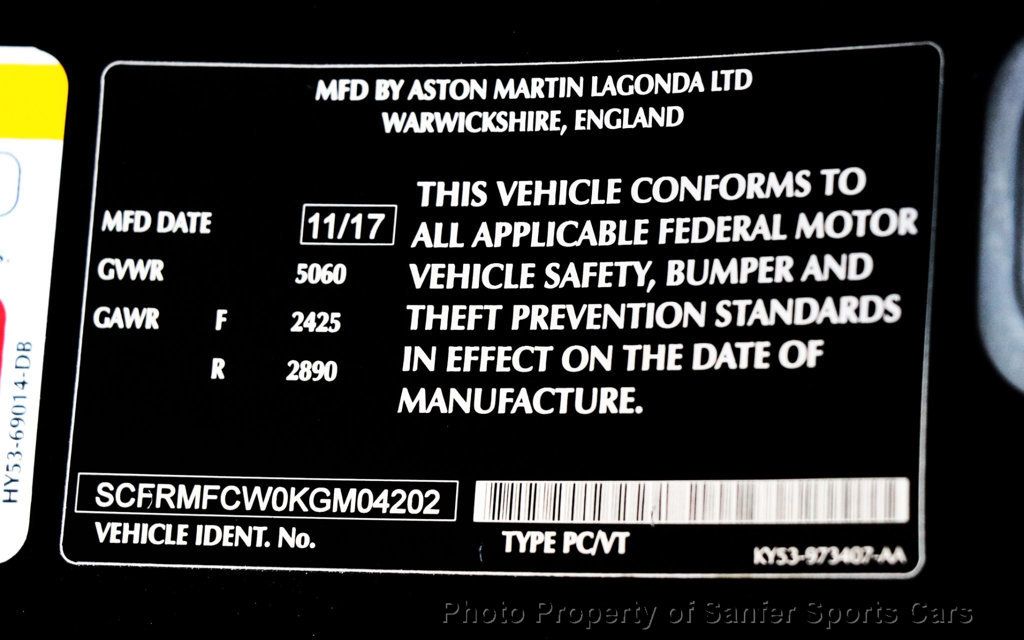 MFD BY ASTON MARTIN LAGONDA LTD
WARWICKSHIRE, ENGLAND
MFD DATE 11/17
GVWR 5060
GAWR F 2425
R 2890
THIS VEHICLE CONFORMS TO
ALL APPLICABLE FEDERAL MOTOR
VEHICLE SAFETY, BUMPER AND
THEFT PREVENTION STANDARDS
IN EFFECT ON THE DATE OF
MANUFACTURE.
SCFRMFCW0KGM04202
VEHICLE IDENT. No.
TYPE PC/VT
KY53-973407-AA
HY53-69014-DB
Photo Property of Sanfer Sports Cars